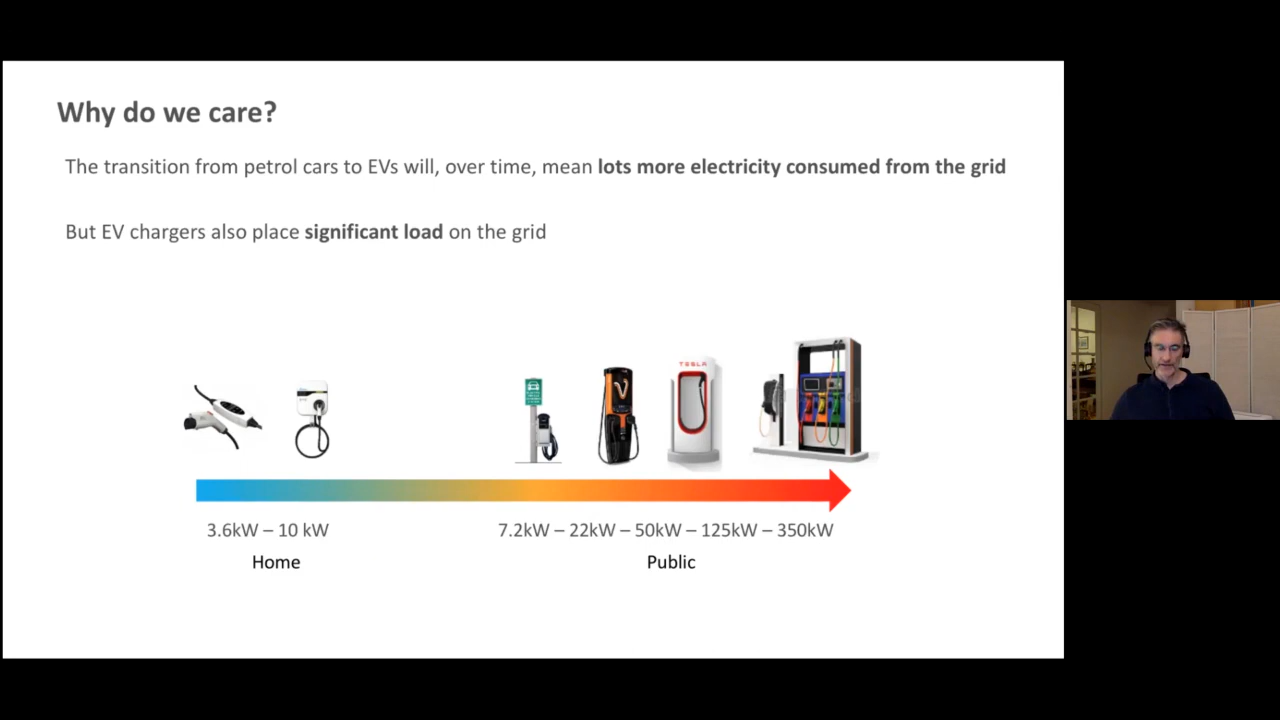 Why do we care?
The transition from petrol cars to EVs will, over time, mean lots more electricity consumed from the grid
But EV chargers also place significant load on the grid
TESLA
3.6kW – 10 kW
7.2kW – 22kW – 50kW – 125kW – 350kW
Home
Public